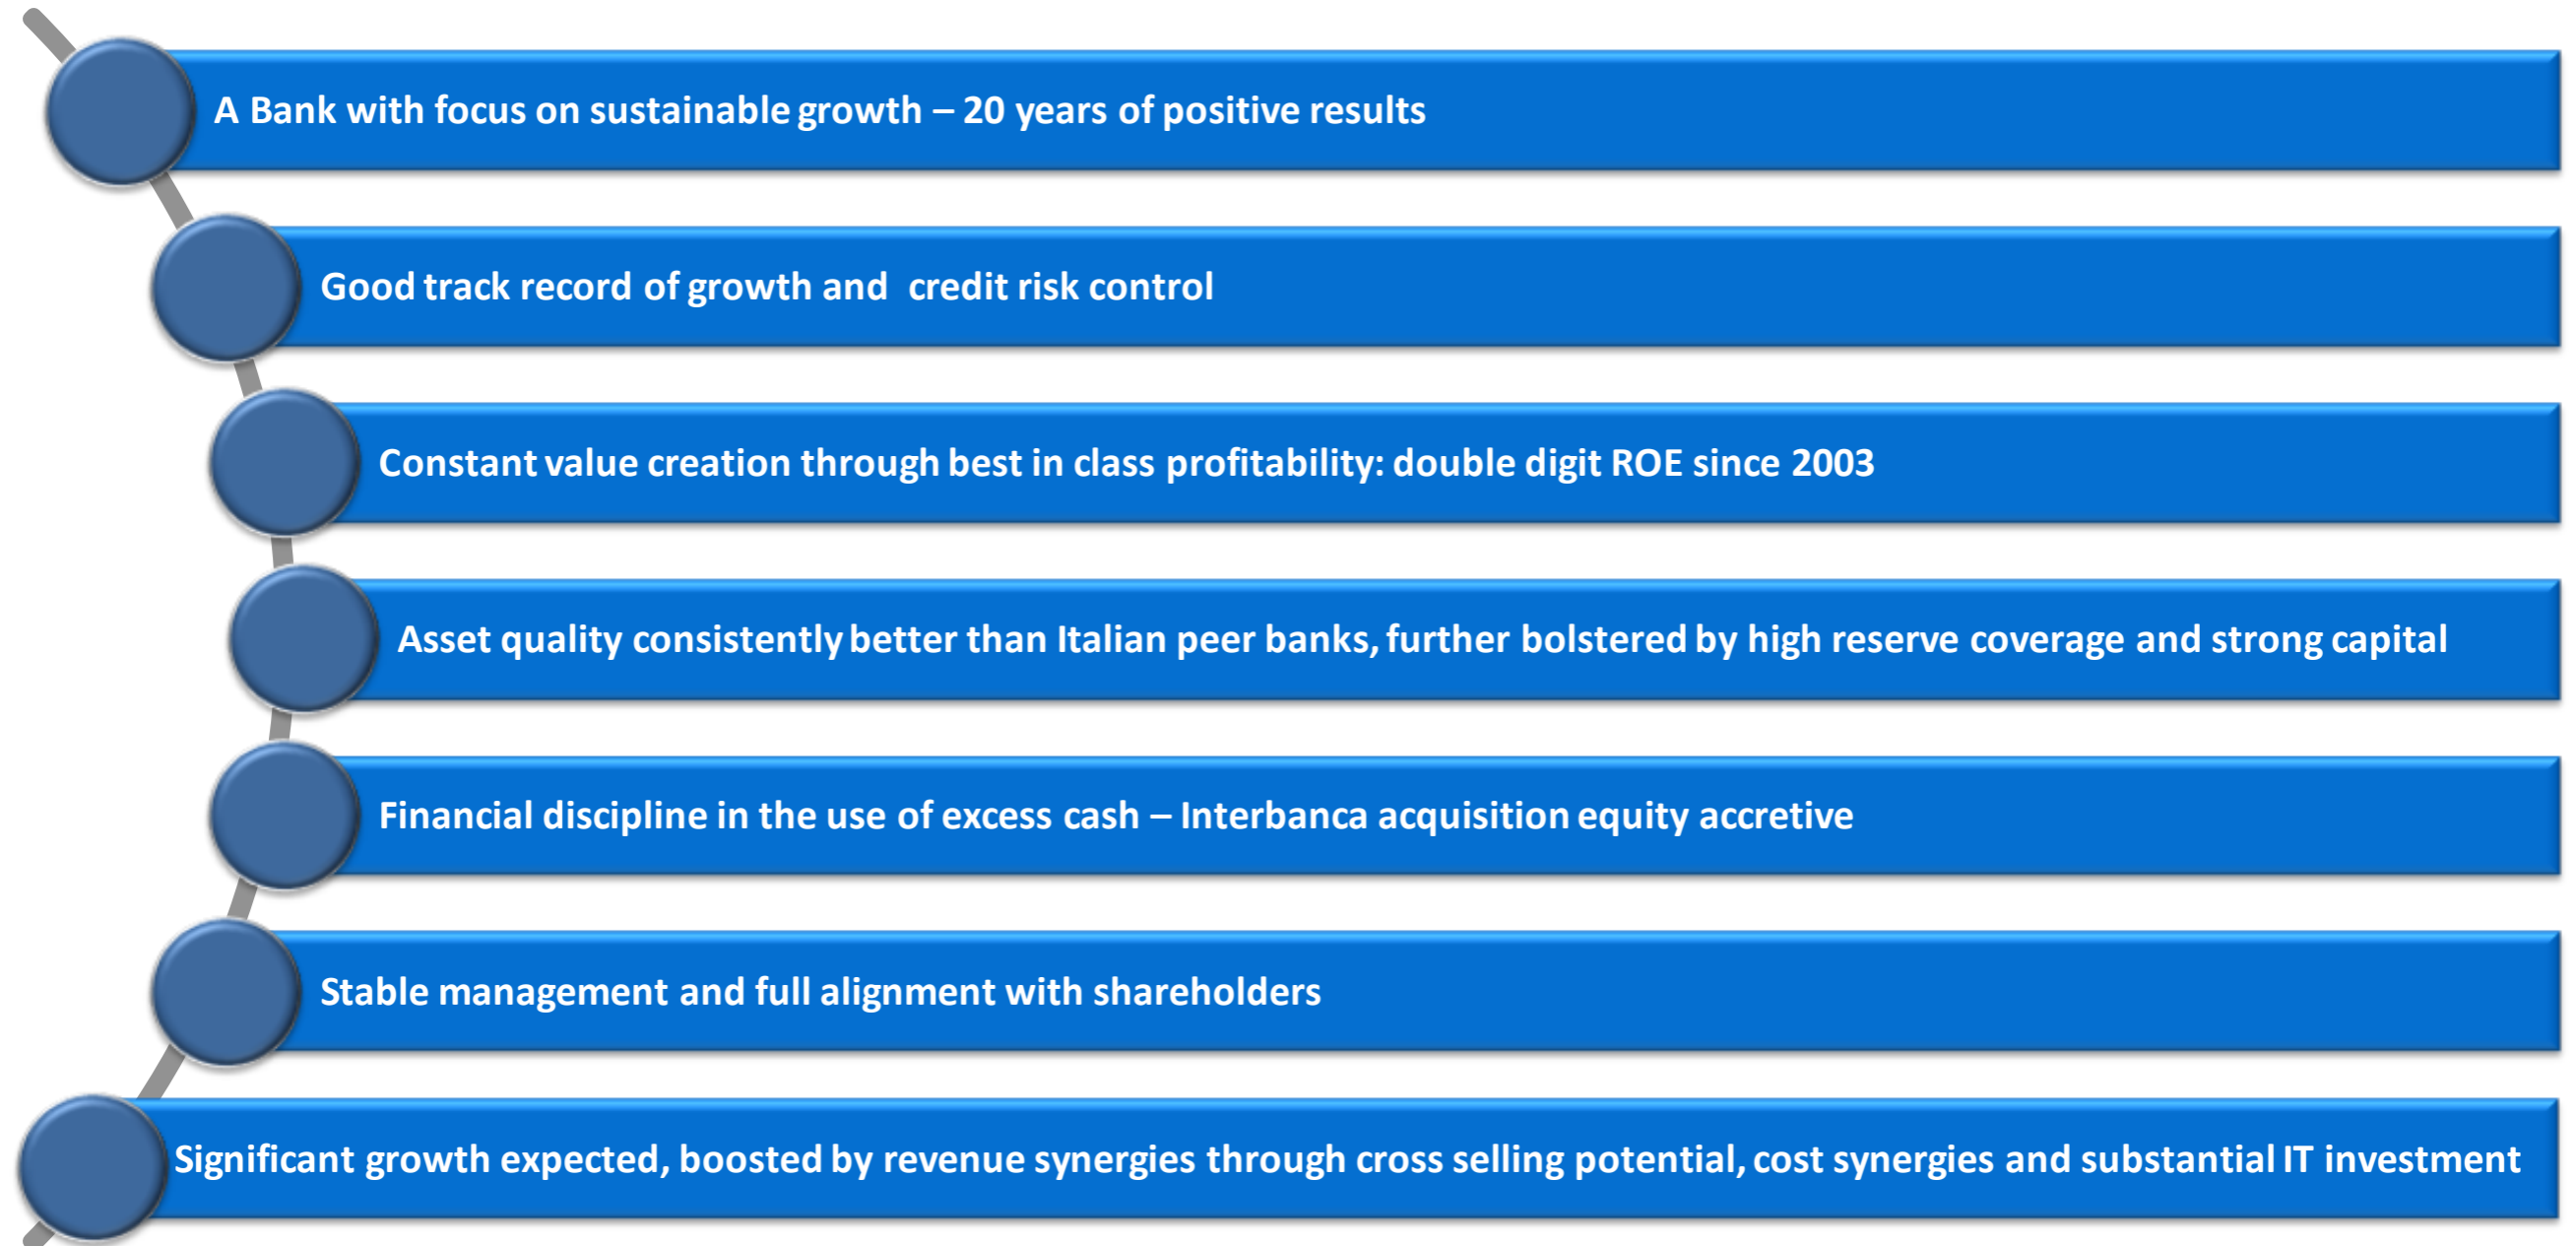 A Bank with focus on sustainable growth – 20 years of positive results
Good track record of growth and  credit risk control
Constant value creation through best in class profitability: double digit ROE since 2003
Asset quality consistently better than Italian peer banks, further bolstered by high reserve coverage and strong capital
Financial discipline in the use of excess cash – Interbanca acquisition equity accretive
Stable management and full alignment with shareholders
Significant growth expected, boosted by revenue synergies through cross selling potential, cost synergies and substantial IT investment